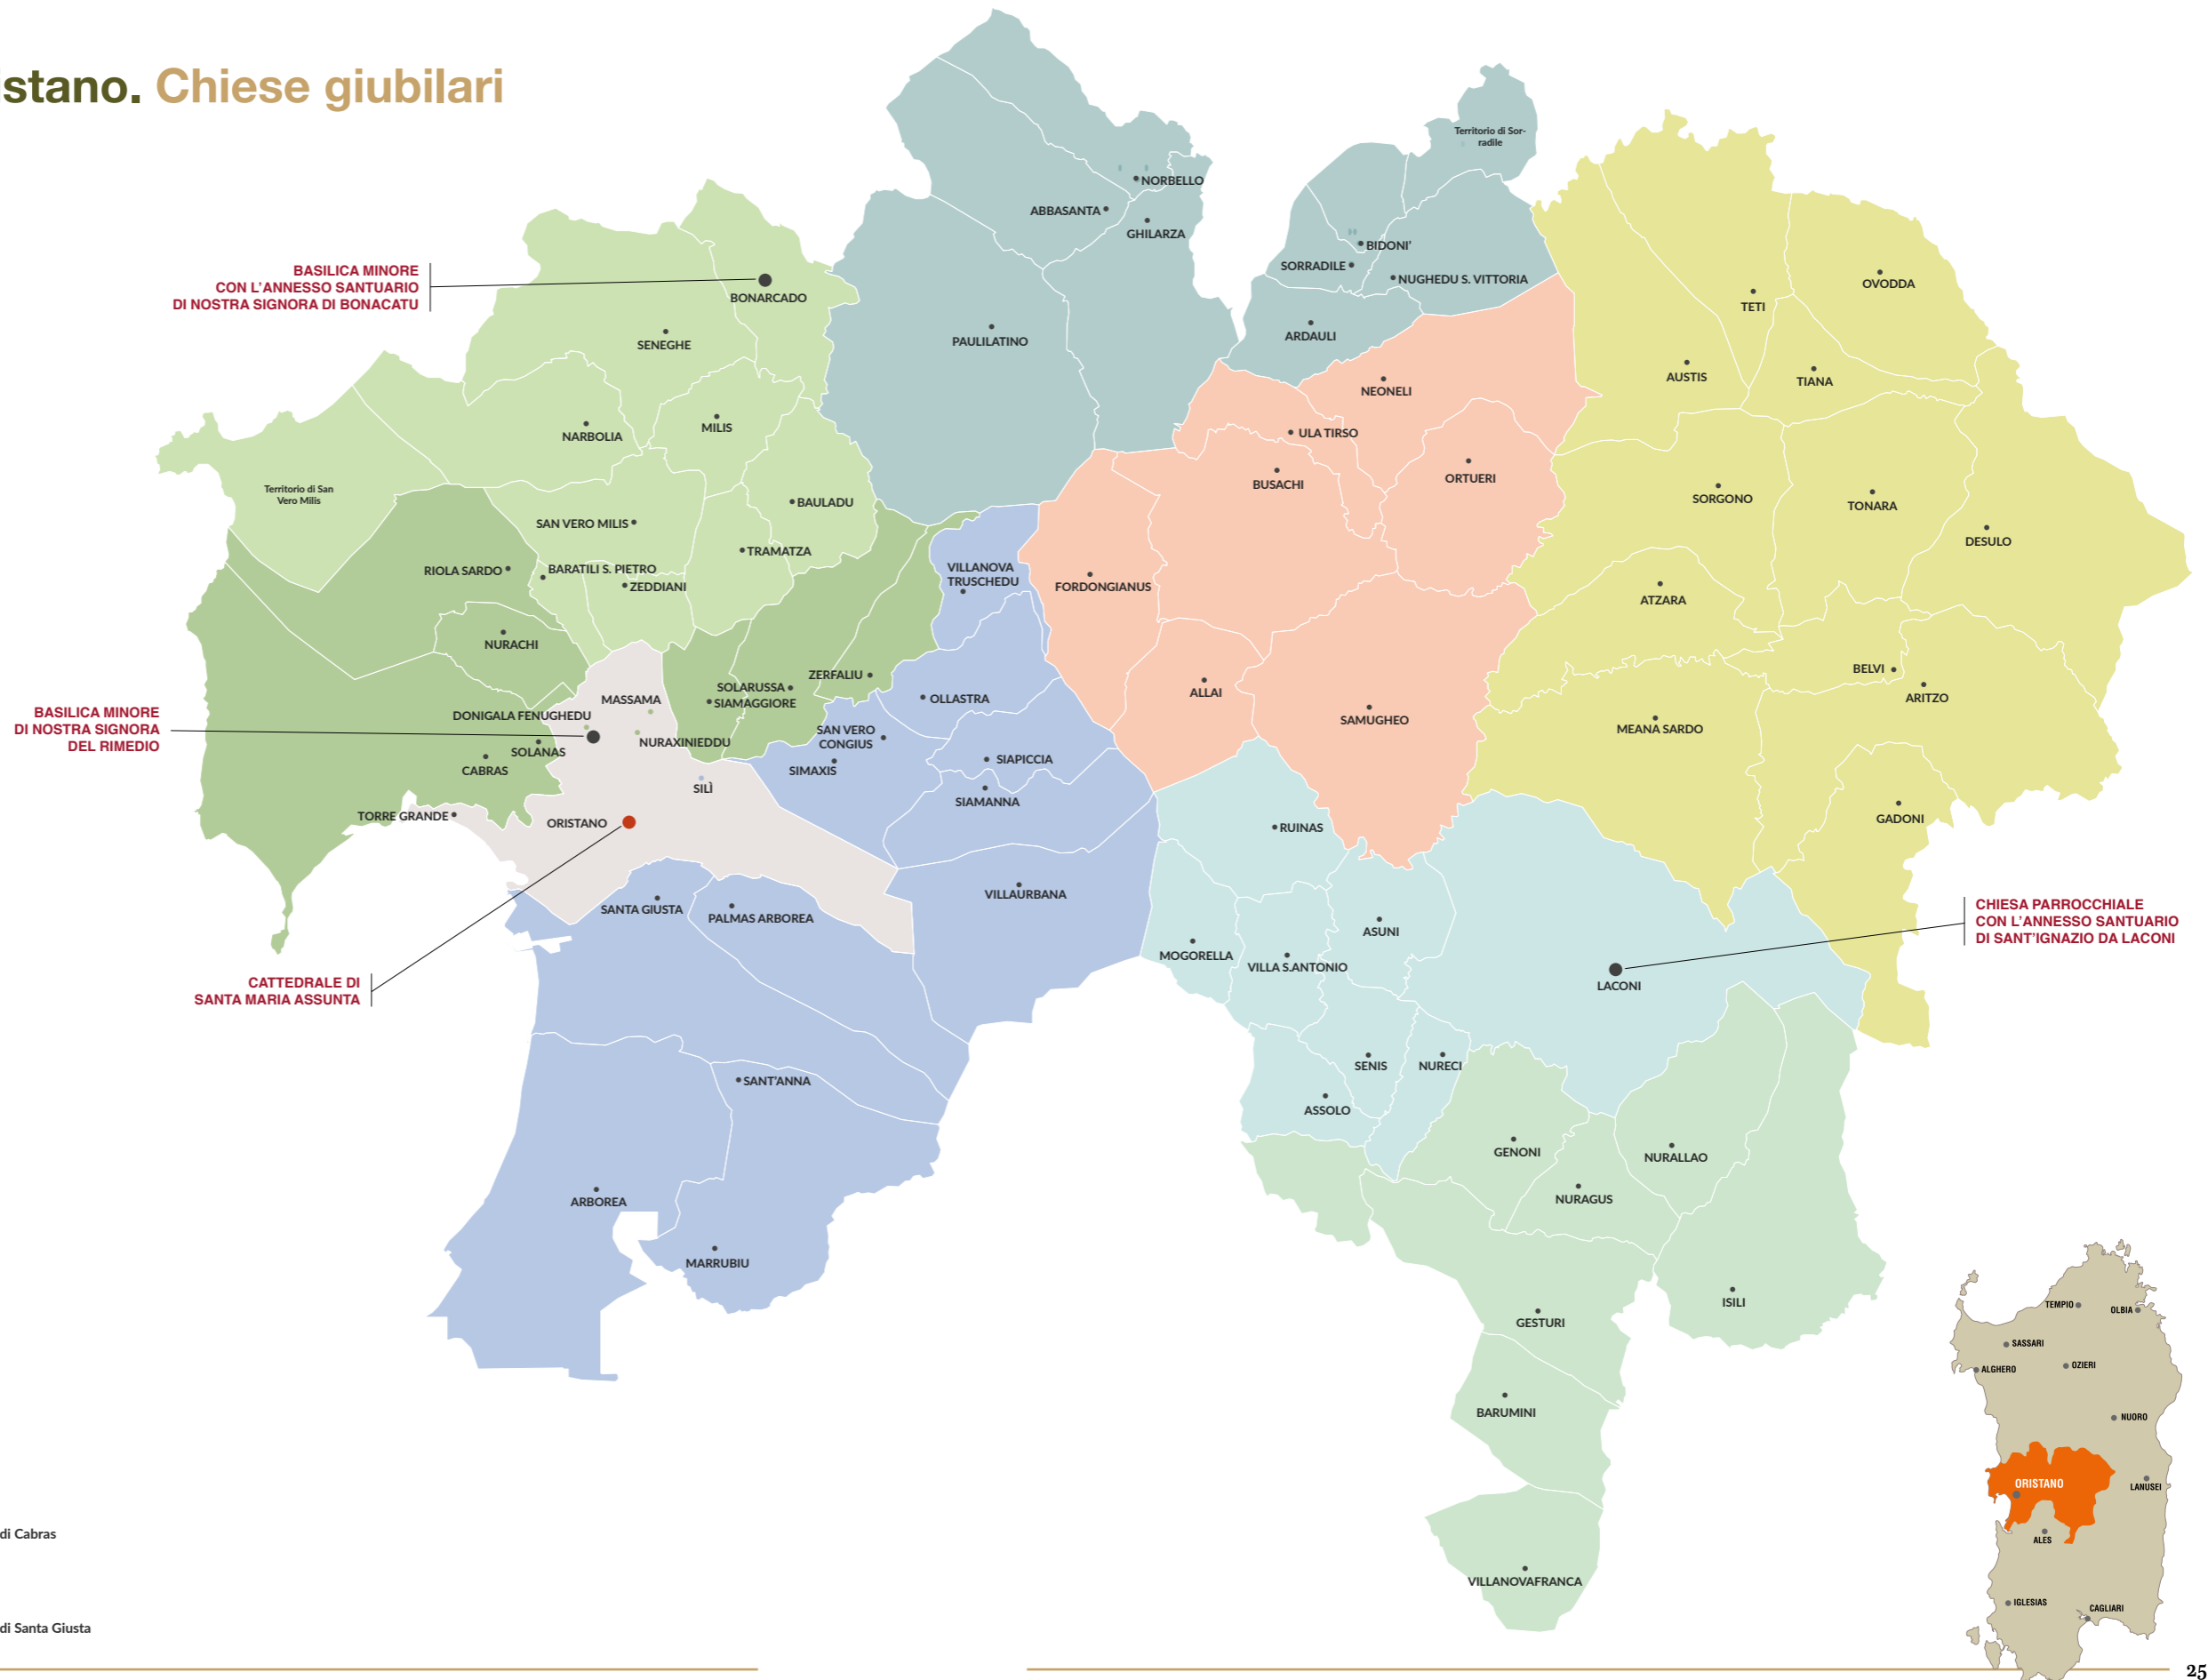 istano. Chiese giubilari
Territorio di Sor-
radile
NORBELLO
ABBASANTA
GHILARZA
BIDONI'
SORRADILE
NUGHEDU S. VITTORIA
ARDAULI
PAULILATINO
BASILICA MINORE
CON L'ANNESSO SANTUARIO
DI NOSTRA SIGNORA DI BONACATU
BONARCADO
SENEGHE
NARBOLIA
MILIS
Territorio di San
Vero Milis
BAULADU
SAN VERO MILIS
TRAMATZA
RIOLA SARDO
BARATILI S. PIETRO
ZEDDIANI
NURACHI
OVODDA
TETI
AUSTIS
TIANA
SORGONO
TONARA
DESULO
ATZARA
BELVI
ARITZO
MEANA SARDO
GADONI
NEONELI
ULA TIRSO
BUSACHI
ORTUERI
FORDONGIANUS
ALLAI
SAMUGHEO
VILLANOVA
TRUSCHEDU
ZERFALIU
SOLARUSSA
SIAMAGGIORE
OLLASTRA
SAN VERO
CONGIUS
SIMAXIS
SIAPICCIA
SIAMANNA
VILLAURBANA
BASILICA MINORE
DI NOSTRA SIGNORA
DEL RIMEDIO
MASSAMA
DONIGALA FENUGHEDU
NURAXINIEDDU
SOLANAS
CABRAS
SILÌ
TORRE GRANDE
ORISTANO
SANTA GIUSTA
PALMAS ARBOREA
CATTEDRALE DI
SANTA MARIA ASSUNTA
SANT'ANNA
ARBOREA
MARRUBIU
RUINAS
MOGORELLA
VILLA S.ANTONIO
ASUNI
LACONI
CHIESA PARROCCHIALE
CON L'ANNESSO SANTUARIO
DI SANT'IGNAZIO DA LACONI
SENIS
NURECI
ASSOLO
GENONI
NURALLAO
NURAGUS
ISILI
GESTURI
BARUMINI
VILLANOVAFRANCA
TEMPIO
OLBIA
SASSARI
ALGHERO
OZIERI
NUORO
ORISTANO
LANUSEI
ALES
IGLESIAS
CAGLIARI
di Cabras
di Santa Giusta
25